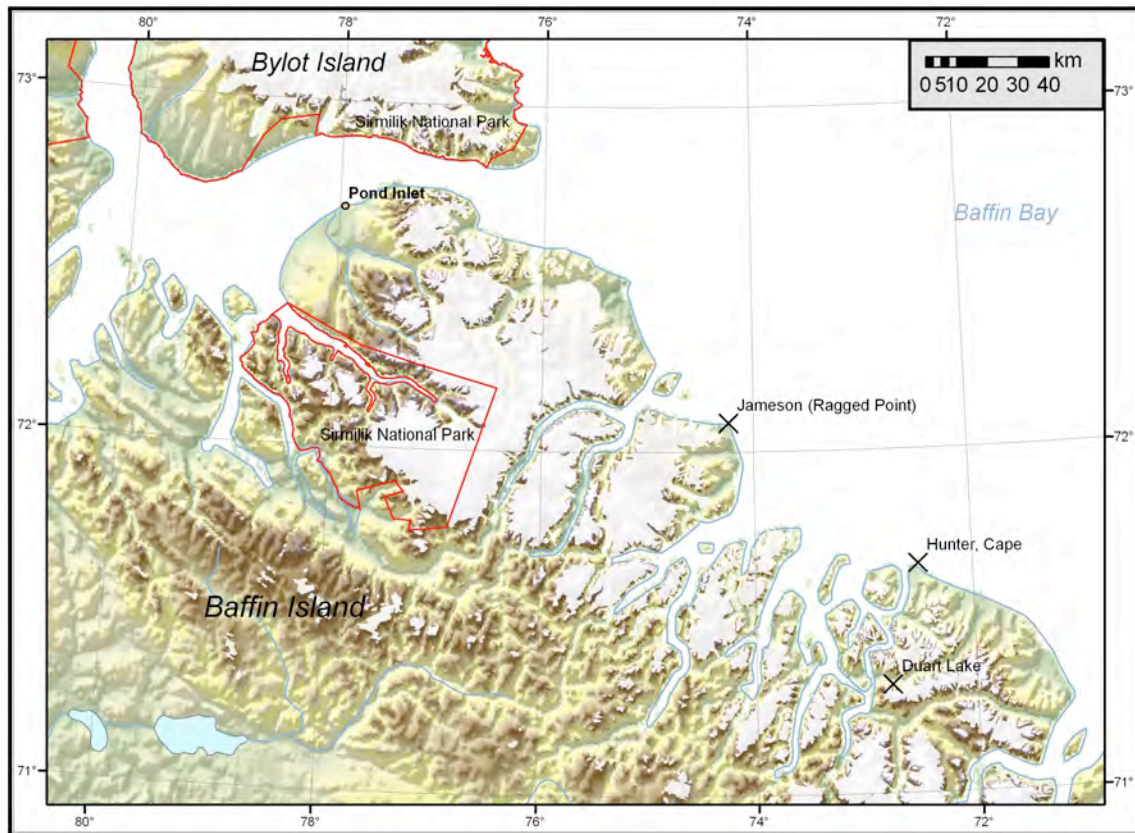 80°
78°
76°
74°
72°
73°
73°
km
0 5 10 20 30 40
Bylot Island
Sirmilik National Park
Pond Inlet
Baffin Bay
72°
72°
Jameson (Ragged Point)
Sirmilik National Park
Hunter, Cape
Baffin Island
Duart Lake
71°
71°
80°
78°
76°
74°
72°